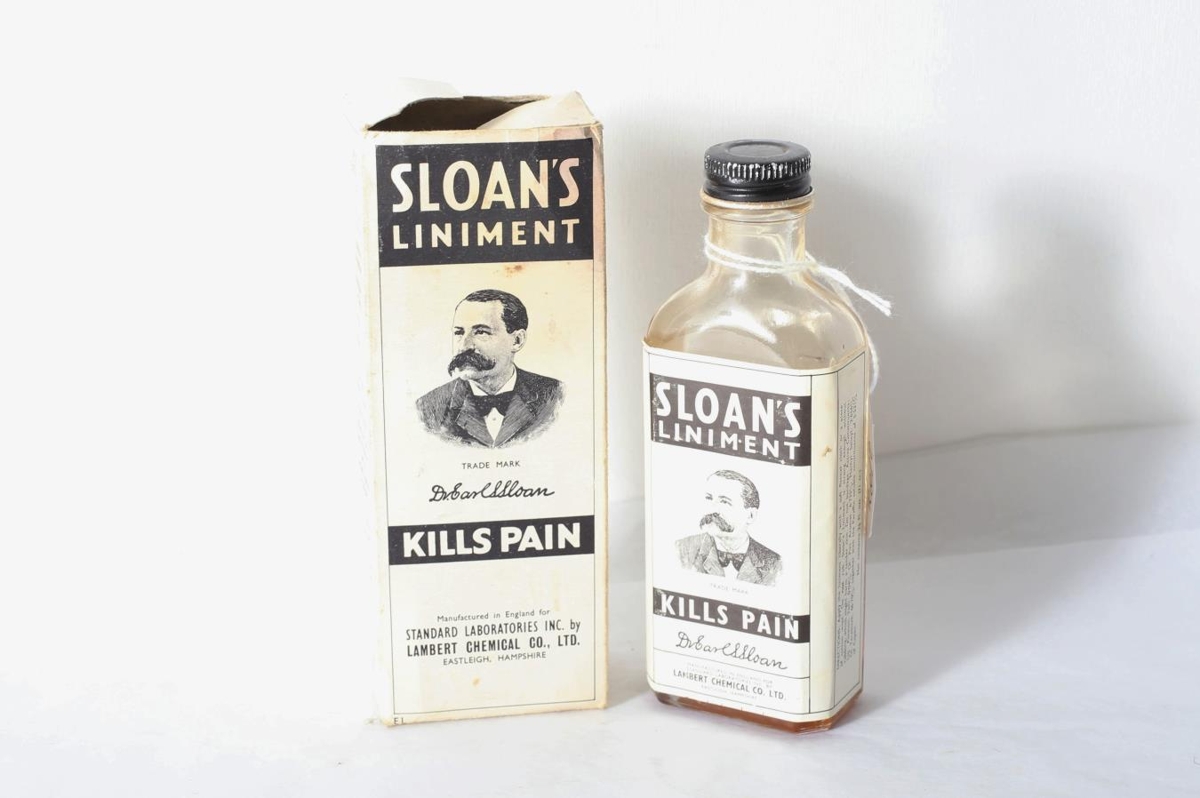 SLOAN'S
LINIMENT
TRADE MARK
Dr Earl S Sloan
KILLS PAIN
Manufactured in England for
STANDARD LABORATORIES INC. by
LAMBERT CHEMICAL CO., LTD.
EASTLEIGH, HAMPSHIRE
E1
SLOAN'S
LINIMENT
TRADE MARK
KILLS PAIN
Dr Earl S Sloan
LAMBERT CHEMICAL CO. LTD.